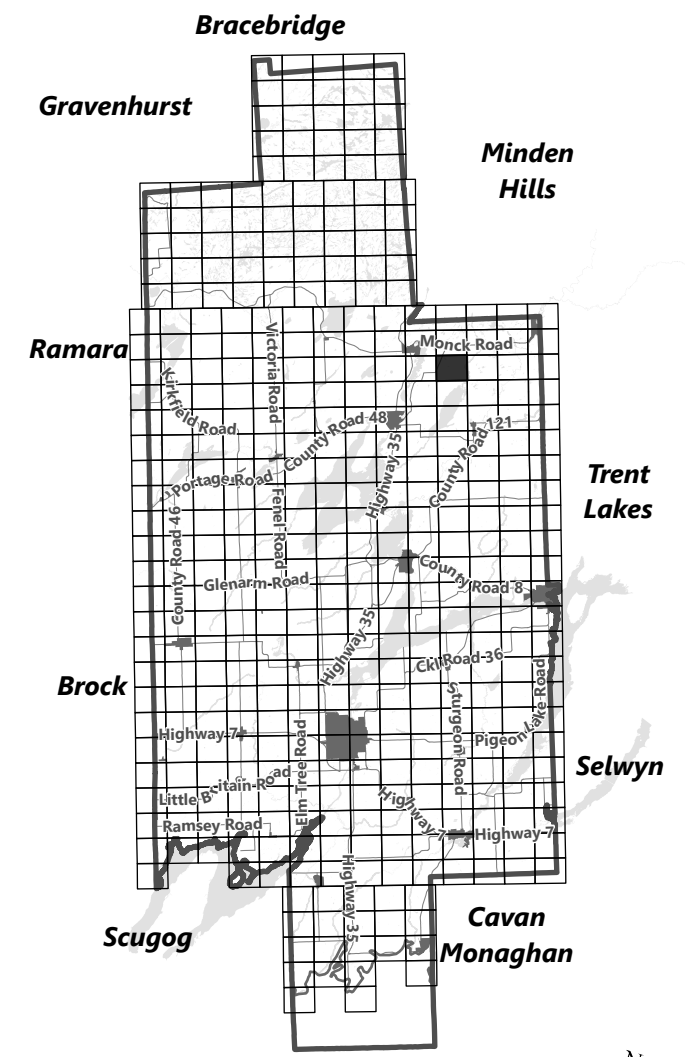 Bracebridge
Gravenhurst
Minden
Hills
Ramara
Victoria Road
Monck Road
Kirkfield Road
County Road 48
Highway 35
County Road 121
Portage Road
Fenel Road
County Road 46
Trent
Lakes
Glenarm Road
County Road 8
Highway 35
Ckl Road 36
Brock
Sturgeon Road
Pigeon Lake Road
Highway 7
Elm Tree Road
Selwyn
Little Britain Road
Highway 7
Ramsey Road
Highway 7
Highway 35
Scugog
Cavan
Monaghan